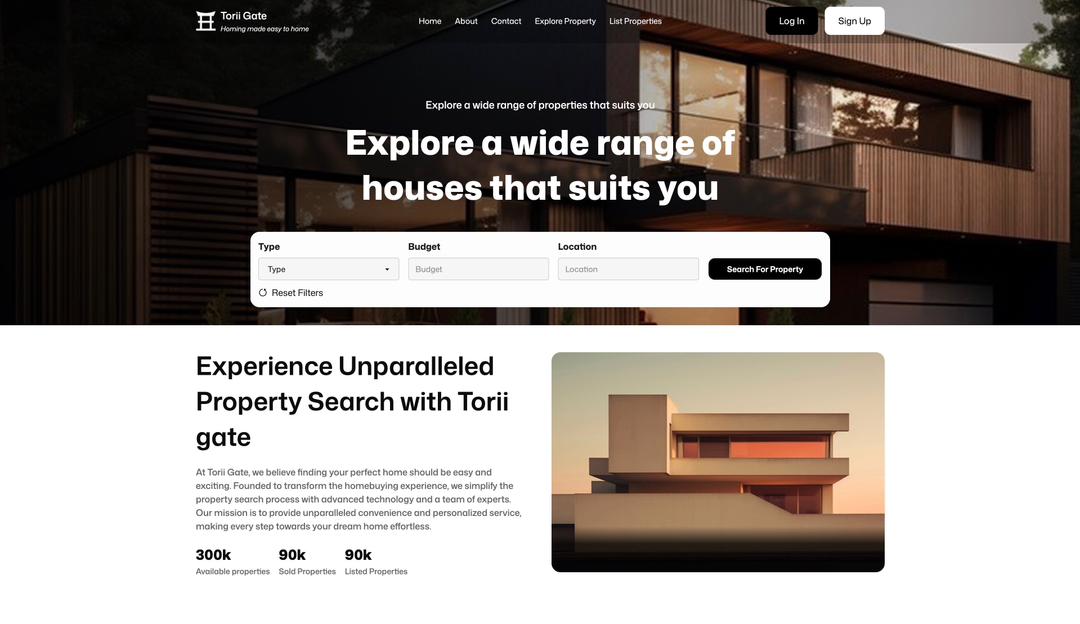 Torii Gate
Homing made easy to home
Home About Contact Explore Property List Properties
Log In Sign Up
Explore a wide range of properties that suits you
Explore a wide range of
houses that suits you
Type Budget Location
Type Budget Location Search For Property
Reset Filters
Experience Unparalleled
Property Search with Torii
gate
At Torii Gate, we believe finding your perfect home should be easy and
exciting. Founded to transform the homebuying experience, we simplify the
property search process with advanced technology and a team of experts.
Our mission is to provide unparalleled convenience and personalized service,
making every step towards your dream home effortless.
300k 90k 90k
Available properties Sold Properties Listed Properties